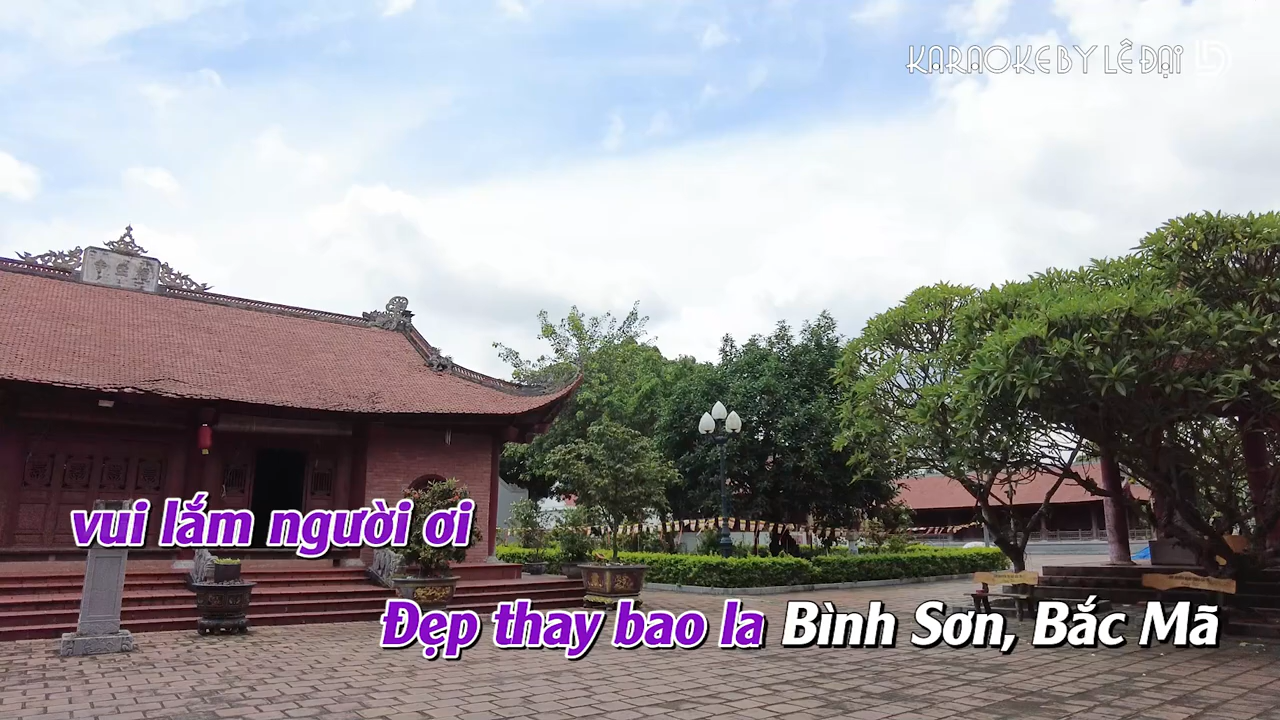 KARAOKE BY LÊ ĐẠI
vui lắm người ơi
Đẹp thay bao la Bình Sơn, Bắc Mã